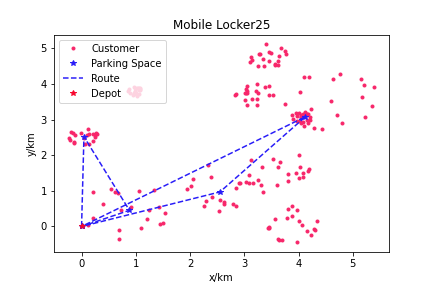 Mobile Locker25
Customer
Parking Space
Route
Depot
y/km
5
4
3
2
1
0
0 1 2 3 4 5
x/km